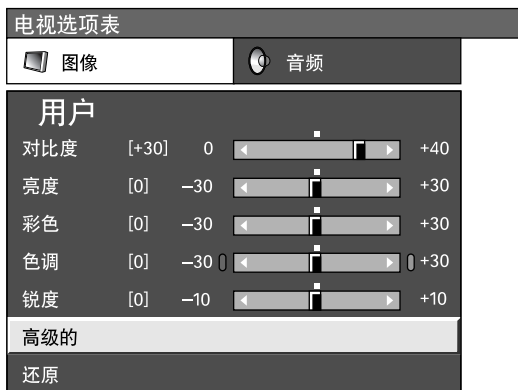 电视选项表
图像 音频
用户
对比度 [+30] 0 +40
亮度 [0] −30 +30
彩色 [0] −30 +30
色调 [0] −30 +30
锐度 [0] −10 +10
高级的
还原